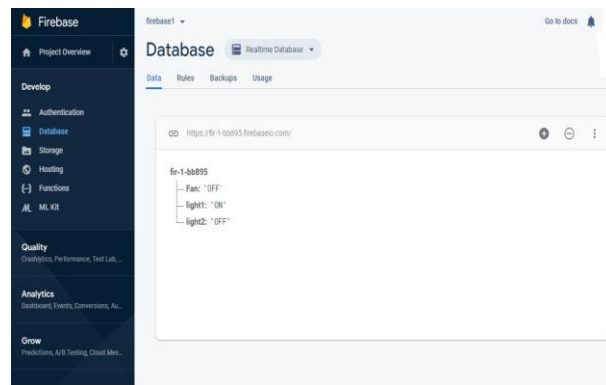 Firebase
Project Overview
Develop
Authentication
Database
Storage
Hosting
Functions
ML Kit
Quality
Crashlytics, Performance, Test Lab, ...
Analytics
Dashboard, Events, Conversions, Au...
Grow
Predictions, A/B Testing, Cloud Mes...
firebase1
Go to docs
Database
Realtime Database
Data Rules Backups Usage
https://fir-1-bb895.firebaseio.com/
fir-1-bb895
Fan: "OFF"
light1: "ON"
light2: "OFF"